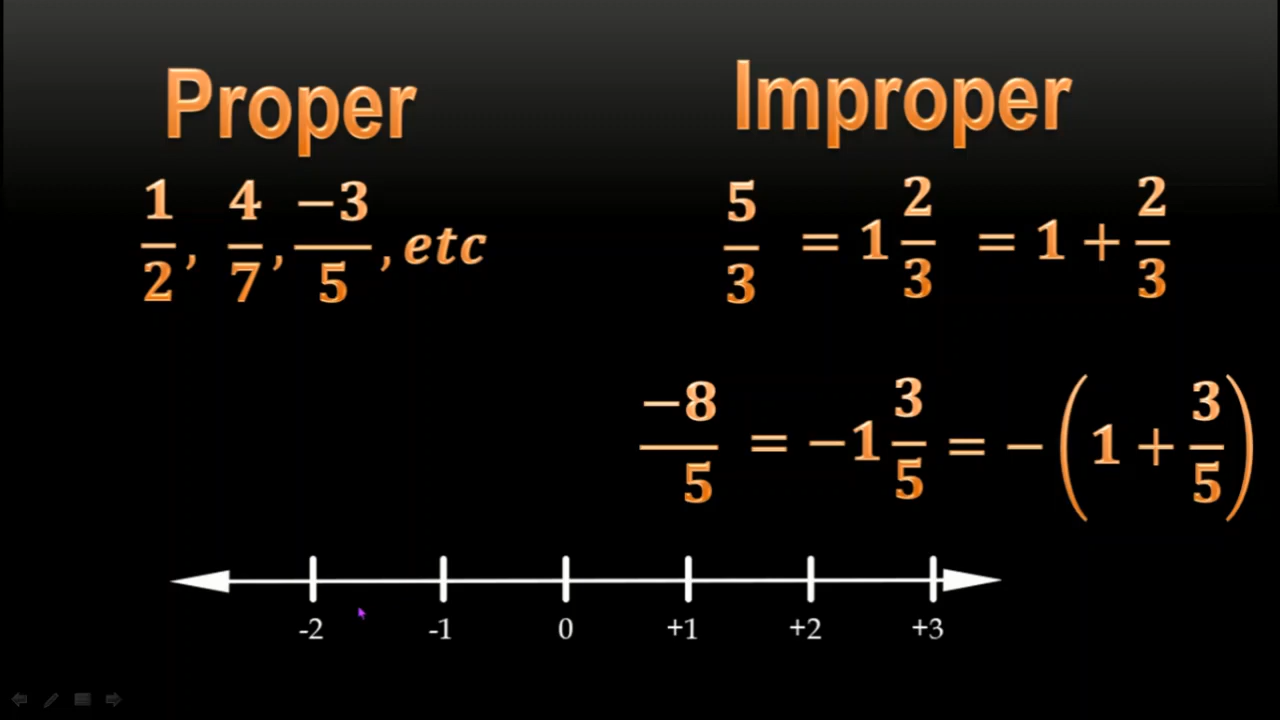 Proper
1/2, 4/7, −3/5, etc
Improper
5/3 = 1 2/3 = 1 + 2/3
−8/5 = −1 3/5 = −(1 + 3/5)
-2 -1 0 +1 +2 +3